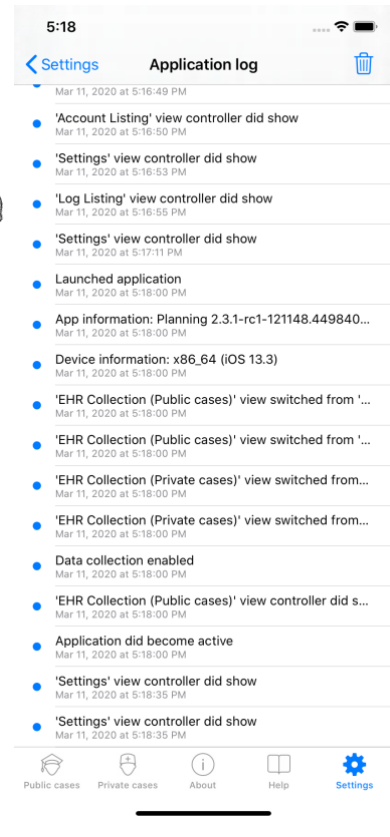 5:18
Settings
Application log
Mar 11, 2020 at 5:16:49 PM
'Account Listing' view controller did show
Mar 11, 2020 at 5:16:50 PM
'Settings' view controller did show
Mar 11, 2020 at 5:16:53 PM
'Log Listing' view controller did show
Mar 11, 2020 at 5:16:55 PM
'Settings' view controller did show
Mar 11, 2020 at 5:17:11 PM
Launched application
Mar 11, 2020 at 5:18:00 PM
App information: Planning 2.3.1-rc1-121148.449840...
Mar 11, 2020 at 5:18:00 PM
Device information: x86_64 (iOS 13.3)
Mar 11, 2020 at 5:18:00 PM
'EHR Collection (Public cases)' view switched from '...
Mar 11, 2020 at 5:18:00 PM
'EHR Collection (Public cases)' view switched from '...
Mar 11, 2020 at 5:18:00 PM
'EHR Collection (Private cases)' view switched from...
Mar 11, 2020 at 5:18:00 PM
'EHR Collection (Private cases)' view switched from...
Mar 11, 2020 at 5:18:00 PM
Data collection enabled
Mar 11, 2020 at 5:18:00 PM
'EHR Collection (Public cases)' view controller did s...
Mar 11, 2020 at 5:18:00 PM
Application did become active
Mar 11, 2020 at 5:18:00 PM
'Settings' view controller did show
Mar 11, 2020 at 5:18:35 PM
'Settings' view controller did show
Mar 11, 2020 at 5:18:35 PM
Public cases
Private cases
About
Help
Settings